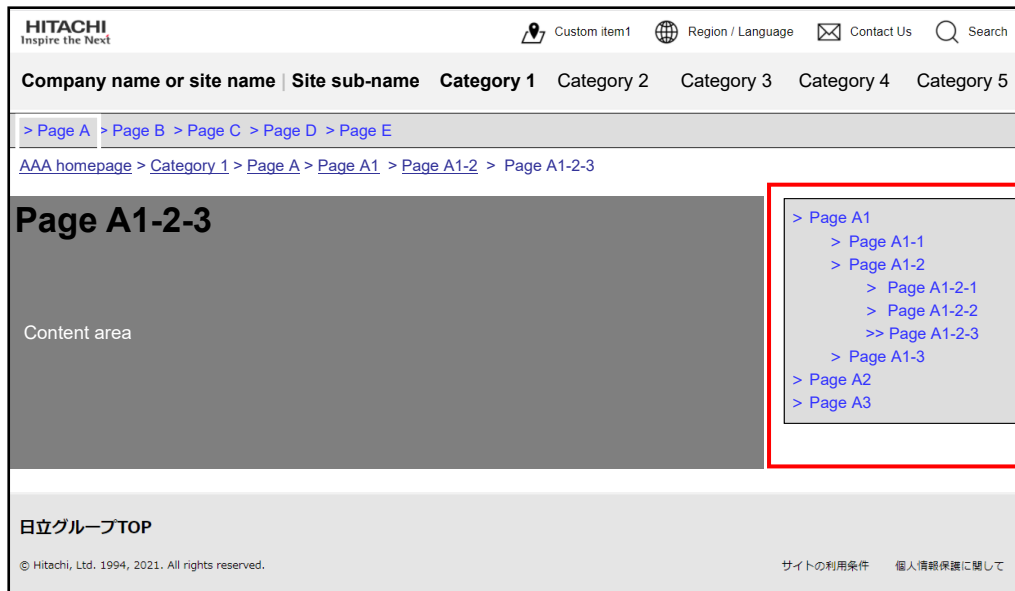 HITACHI
Inspire the Next
Custom item1 Region / Language Contact Us Search
Company name or site name | Site sub-name Category 1 Category 2 Category 3 Category 4 Category 5
> Page A > Page B > Page C > Page D > Page E
AAA homepage > Category 1 > Page A > Page A1 > Page A1-2 > Page A1-2-3
Page A1-2-3
Content area
> Page A1
> Page A1-1
> Page A1-2
> Page A1-2-1
> Page A1-2-2
>> Page A1-2-3
> Page A1-3
> Page A2
> Page A3
日立グループTOP
© Hitachi, Ltd. 1994, 2021. All rights reserved. サイトの利用条件 個人情報保護に関して